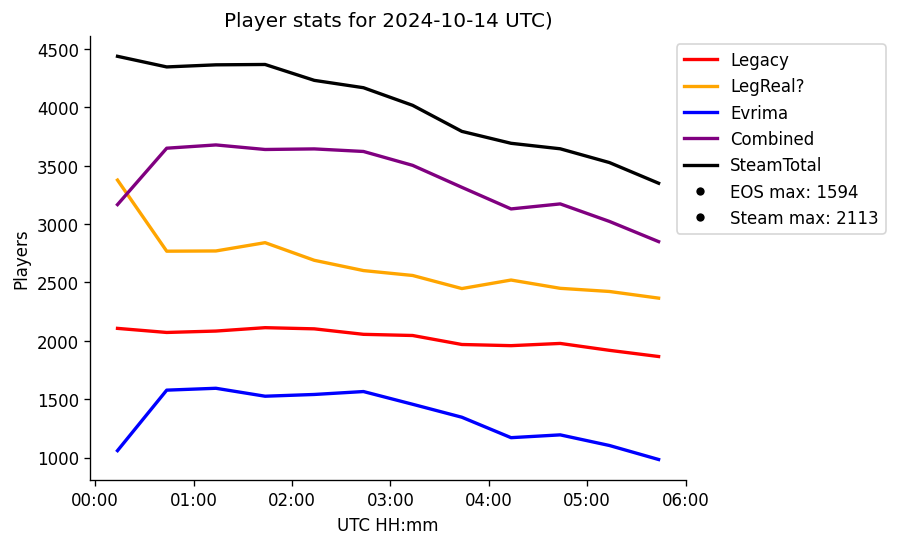 Player stats for 2024-10-14 UTC)
Legacy
LegReal?
Evrima
Combined
SteamTotal
EOS max: 1594
Steam max: 2113
Players
4500
4000
3500
3000
2500
2000
1500
1000
00:00 01:00 02:00 03:00 04:00 05:00 06:00
UTC HH:mm